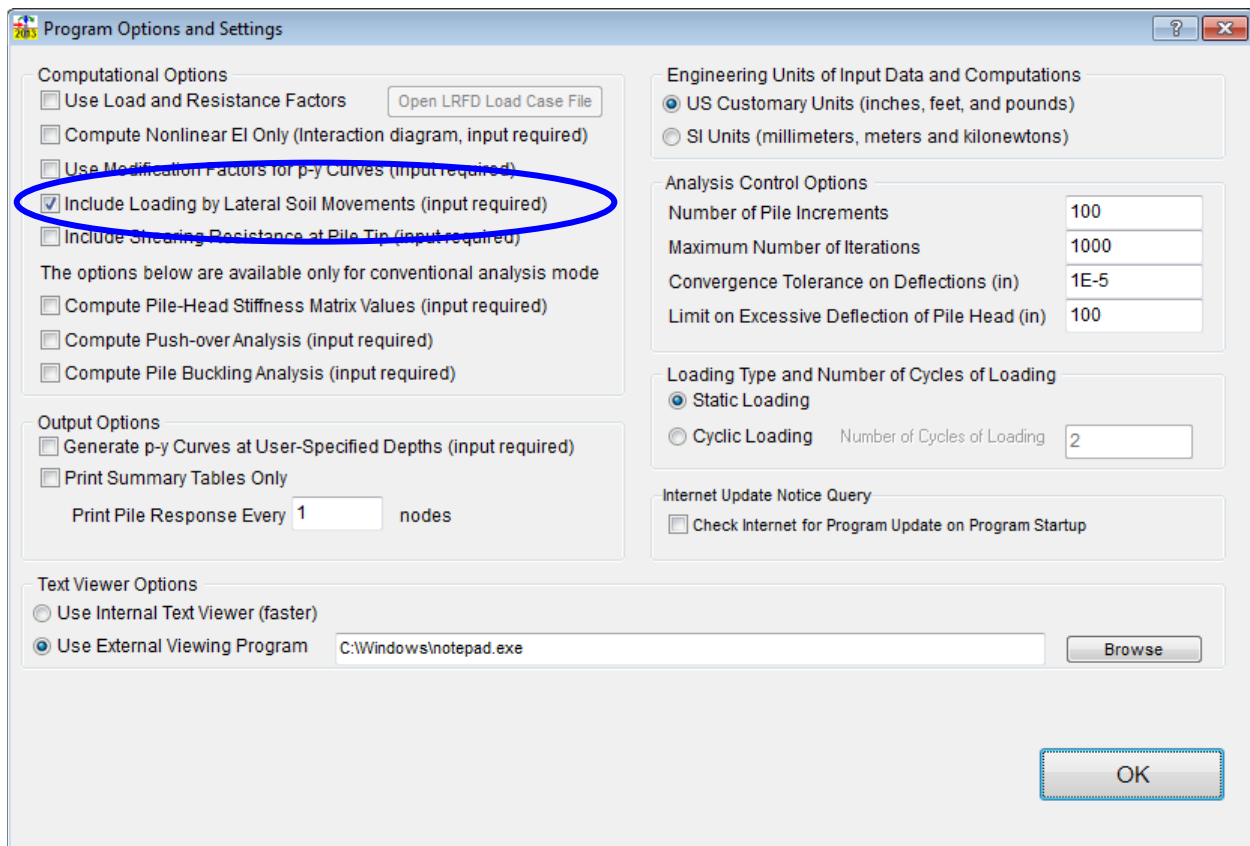 2013 Program Options and Settings
Computational Options
Use Load and Resistance Factors Open LRFD Load Case File
Compute Nonlinear EI Only (Interaction diagram, input required)
Use Modification Factors for p-y Curves (input required)
Include Loading by Lateral Soil Movements (input required)
Include Shearing Resistance at Pile Tip (input required)
The options below are available only for conventional analysis mode
Compute Pile-Head Stiffness Matrix Values (input required)
Compute Push-over Analysis (input required)
Compute Pile Buckling Analysis (input required)
Output Options
Generate p-y Curves at User-Specified Depths (input required)
Print Summary Tables Only
Print Pile Response Every 1 nodes
Engineering Units of Input Data and Computations
US Customary Units (inches, feet, and pounds)
SI Units (millimeters, meters and kilonewtons)
Analysis Control Options
Number of Pile Increments 100
Maximum Number of Iterations 1000
Convergence Tolerance on Deflections (in) 1E-5
Limit on Excessive Deflection of Pile Head (in) 100
Loading Type and Number of Cycles of Loading
Static Loading
Cyclic Loading Number of Cycles of Loading 2
Internet Update Notice Query
Check Internet for Program Update on Program Startup
Text Viewer Options
Use Internal Text Viewer (faster)
Use External Viewing Program C:\Windows\notepad.exe Browse
OK